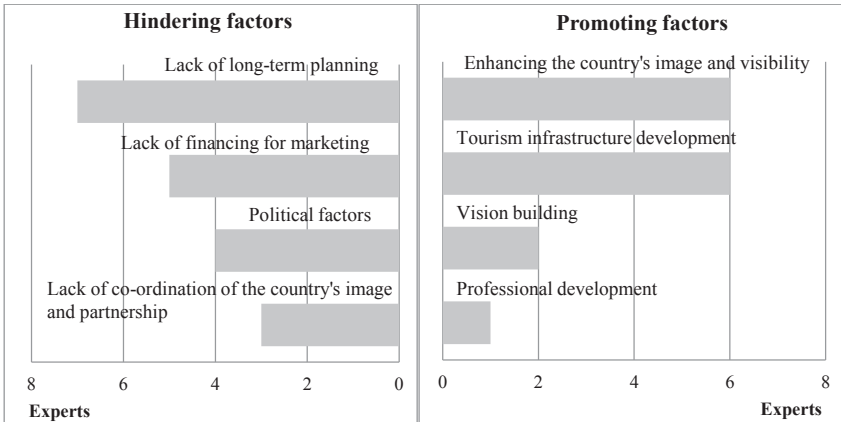 Hindering factors
Lack of long-term planning
Lack of financing for marketing
Political factors
Lack of co-ordination of the country's image
and partnership
8 6 4 2 0
Experts
Promoting factors
Enhancing the country's image and visibility
Tourism infrastructure development
Vision building
Professional development
0 2 4 6 8
Experts